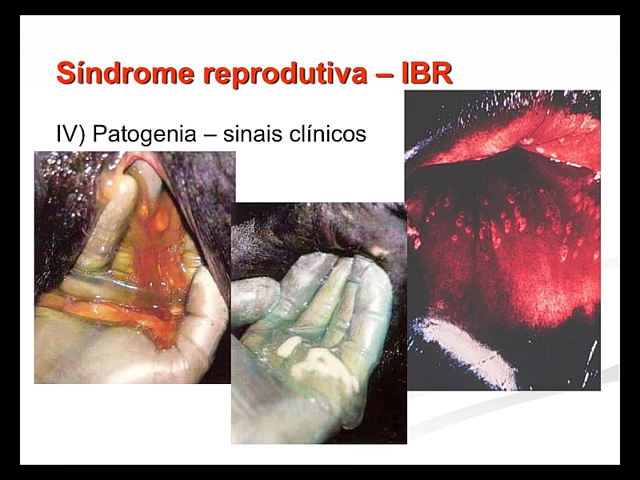 Síndrome reprodutiva – IBR
IV) Patogenia – sinais clínicos